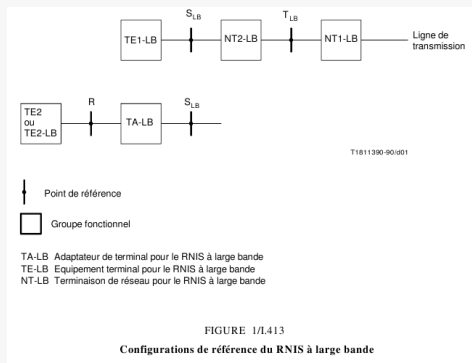 S_LB T_LB
TE1-LB NT2-LB NT1-LB Ligne de
transmission
R S_LB
TE2
ou
TE2-LB
TA-LB
T1811390-90/d01
Point de référence
Groupe fonctionnel
TA-LB Adaptateur de terminal pour le RNIS à large bande
TE-LB Equipement terminal pour le RNIS à large bande
NT-LB Terminaison de réseau pour le RNIS à large bande
FIGURE 1/I.413
Configurations de référence du RNIS à large bande